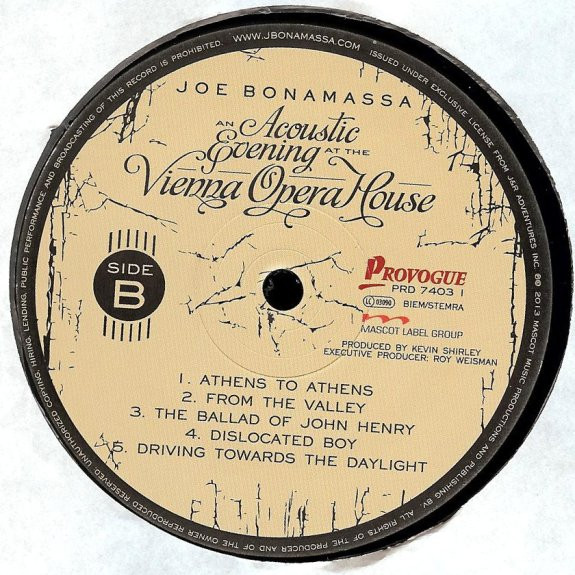 WWW.JBONAMASSA.COM
ISSUED UNDER EXCLUSIVE LICENSE FROM J&R ADVENTURES INC. ℗© 2013 MASCOT MUSIC PRODUCTIONS AND PUBLISHING BV. ALL RIGHTS OF THE PRODUCER AND OF THE OWNER REPRODUCED RESERVED. UNAUTHORIZED COPYING, HIRING, LENDING, PUBLIC PERFORMANCE AND BROADCASTING OF THIS RECORD IS PROHIBITED.
JOE BONAMASSA
AN Acoustic
Evening AT THE
Vienna Opera House
SIDE
B
PROVOGUE
PRD 7403 1
LC 03090 BIEM/STEMRA
m
MASCOT LABEL GROUP
PRODUCED BY KEVIN SHIRLEY
EXECUTIVE PRODUCER: ROY WEISMAN
1. ATHENS TO ATHENS
2. FROM THE VALLEY
3. THE BALLAD OF JOHN HENRY
4. DISLOCATED BOY
5. DRIVING TOWARDS THE DAYLIGHT